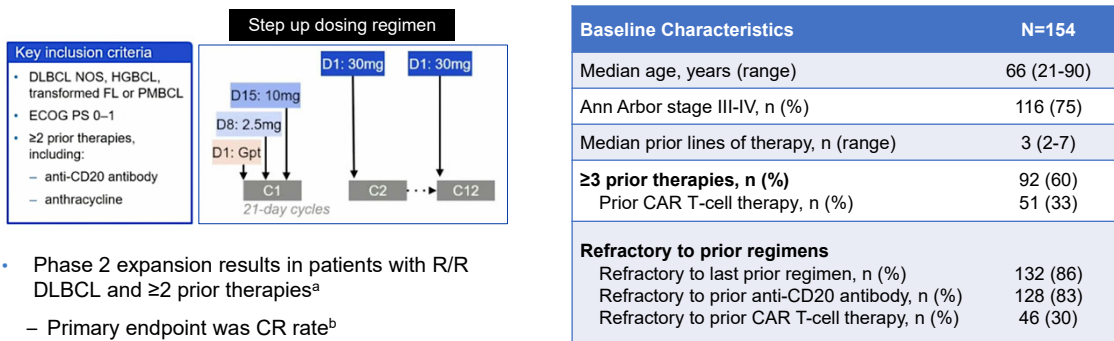 Step up dosing regimen
Key inclusion criteria
• DLBCL NOS, HGBCL,
transformed FL or PMBCL
• ECOG PS 0–1
• ≥2 prior therapies,
including:
– anti-CD20 antibody
– anthracycline
D1: 30mg
D1: 30mg
D15: 10mg
D8: 2.5mg
D1: Gpt
C1
C2
C12
21-day cycles
• Phase 2 expansion results in patients with R/R
DLBCL and ≥2 prior therapiesᵃ
– Primary endpoint was CR rateᵇ
Baseline Characteristics N=154
Median age, years (range) 66 (21-90)
Ann Arbor stage III-IV, n (%) 116 (75)
Median prior lines of therapy, n (range) 3 (2-7)
≥3 prior therapies, n (%) 92 (60)
Prior CAR T-cell therapy, n (%) 51 (33)
Refractory to prior regimens
Refractory to last prior regimen, n (%) 132 (86)
Refractory to prior anti-CD20 antibody, n (%) 128 (83)
Refractory to prior CAR T-cell therapy, n (%) 46 (30)